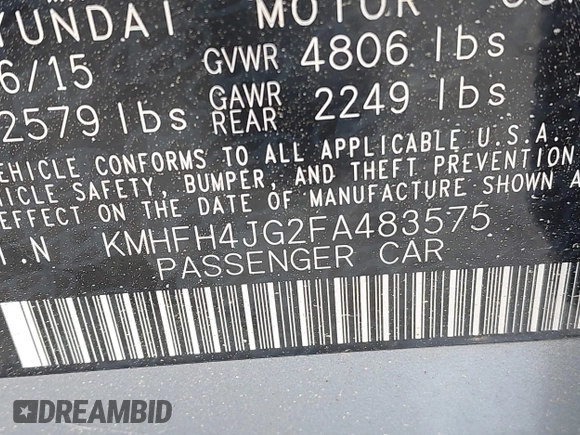 YUNDAI MOTOR
6/15 GVWR 4806 lbs
2579 lbs GAWR REAR 2249 lbs
VEHICLE CONFORMS TO ALL APPLICABLE U.S.A.
ICLE SAFETY, BUMPER, AND THEFT PREVENTION
EFFECT ON THE DATE OF MANUFACTURE SHOWN
I.N KMHFH4JG2FA483575
PASSENGER CAR
DREAMBID